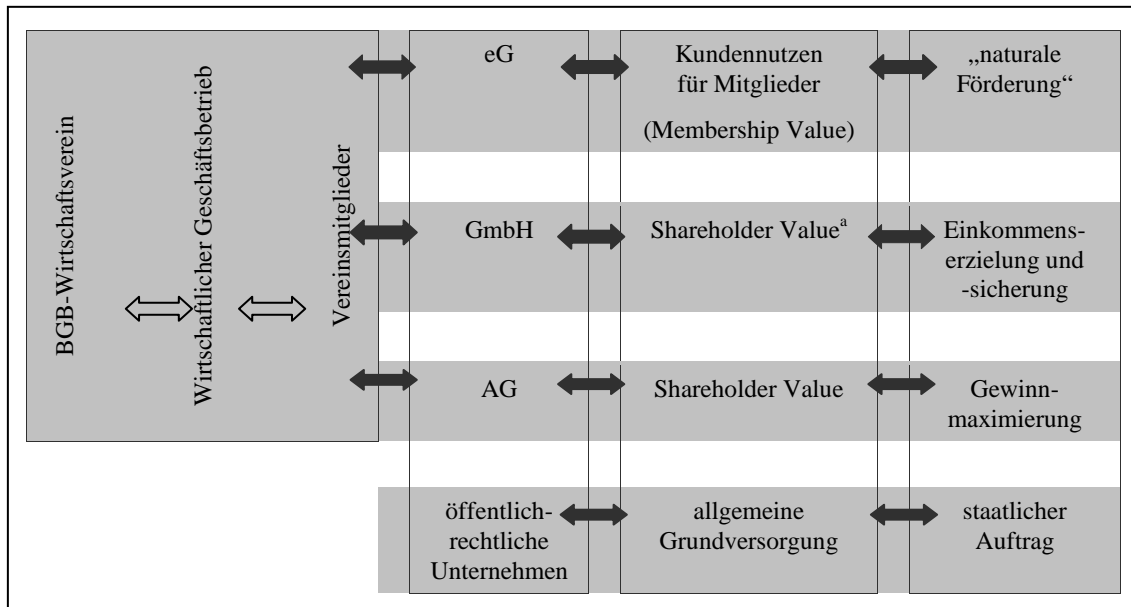 BGB-Wirtschaftsverein
Wirtschaftlicher Geschäftsbetrieb
Vereinsmitglieder
eG
Kundennutzen
für Mitglieder
(Membership Value)
„naturale
Förderung“
GmbH
Shareholder Valueᵃ
Einkommens-
erzielung und
-sicherung
AG
Shareholder Value
Gewinn-
maximierung
öffentlich-
rechtliche
Unternehmen
allgemeine
Grundversorgung
staatlicher
Auftrag